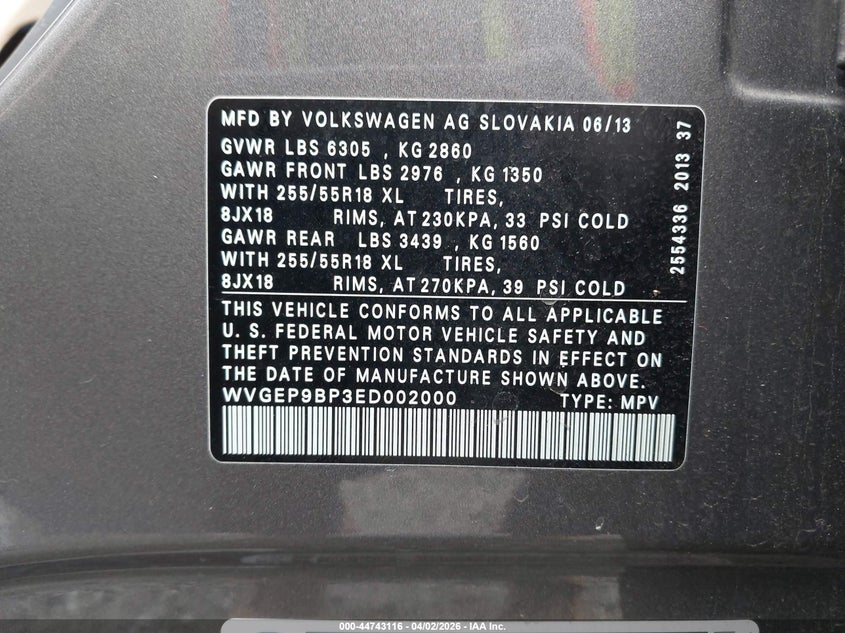 MFD BY VOLKSWAGEN AG SLOVAKIA 06/13
GVWR LBS 6305 , KG 2860
GAWR FRONT LBS 2976 , KG 1350
WITH 255/55R18 XL TIRES,
8JX18 RIMS, AT 230KPA, 33 PSI COLD
GAWR REAR LBS 3439 , KG 1560
WITH 255/55R18 XL TIRES,
8JX18 RIMS, AT 270KPA, 39 PSI COLD
2554336 2013 37
THIS VEHICLE CONFORMS TO ALL APPLICABLE
U. S. FEDERAL MOTOR VEHICLE SAFETY AND
THEFT PREVENTION STANDARDS IN EFFECT ON
THE DATE OF MANUFACTURE SHOWN ABOVE.
WVGEP9BP3ED002000 TYPE: MPV
000-44743116 - 04/02/2026 - IAA Inc.